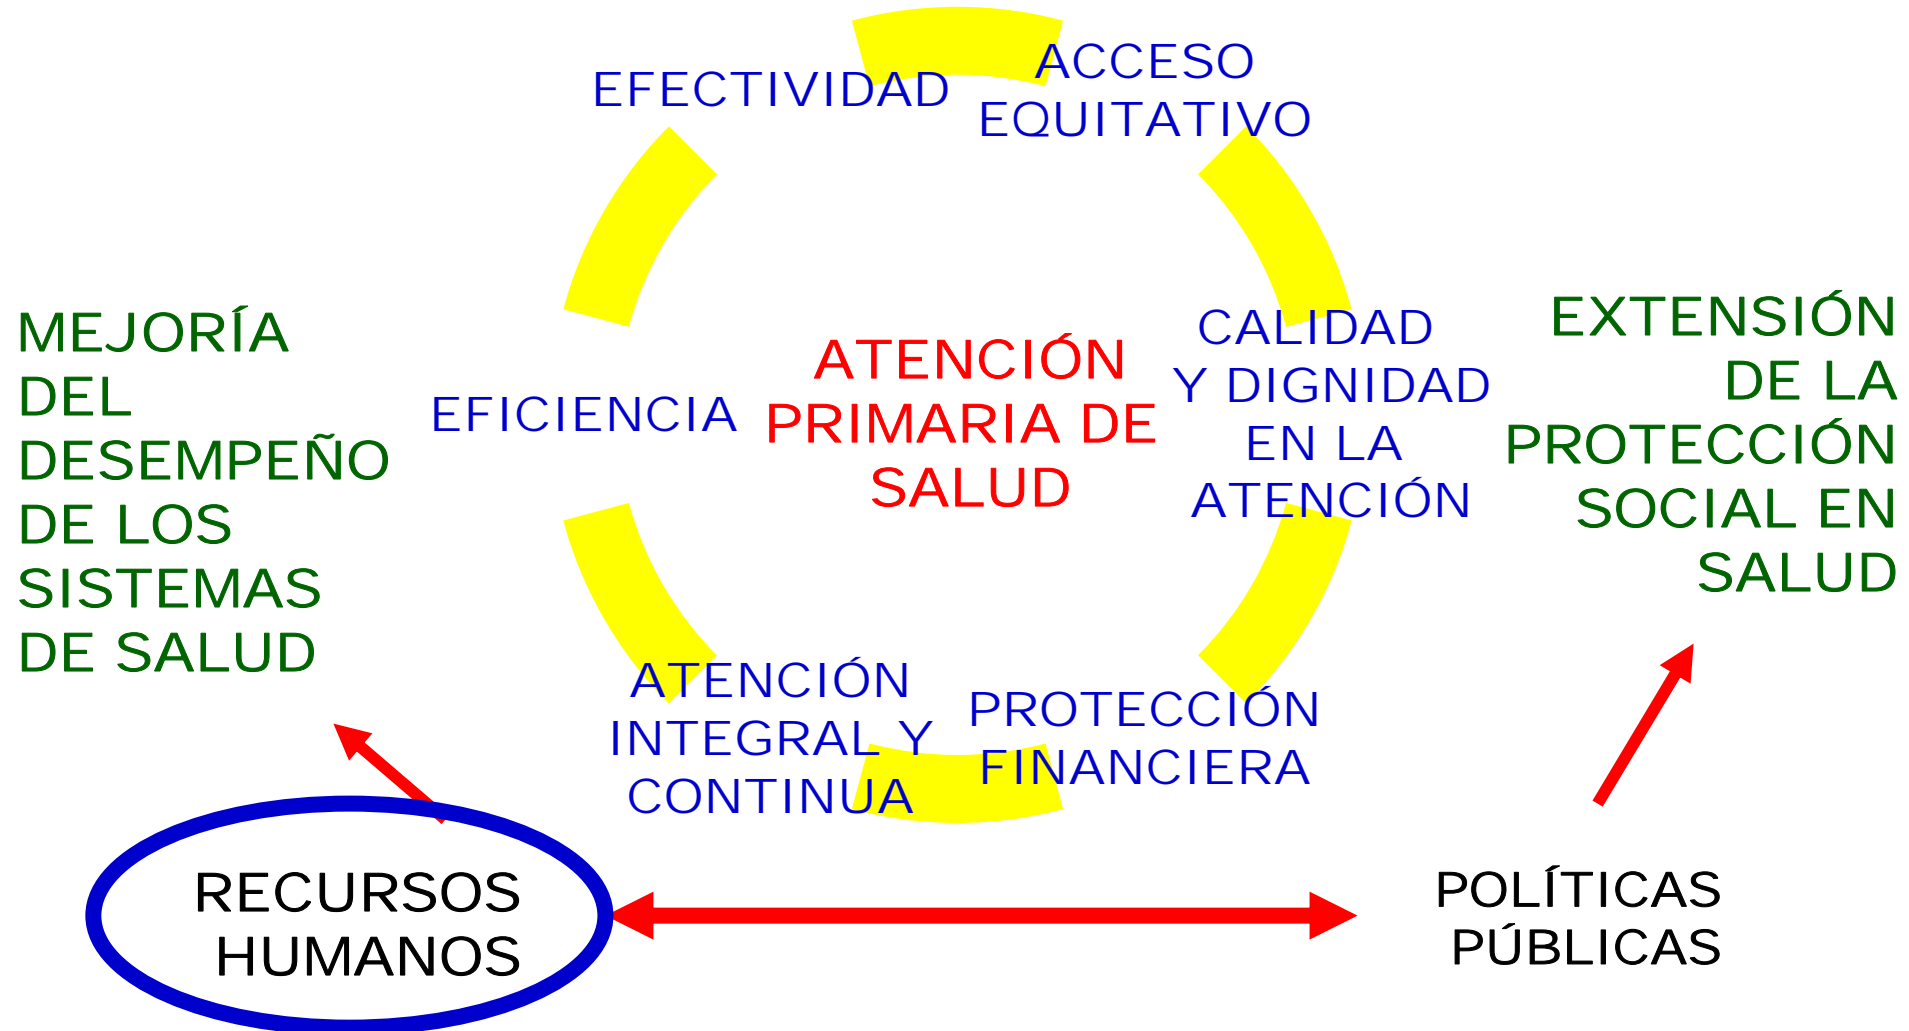 EFECTIVIDAD
ACCESO
EQUITATIVO
MEJORÍA
DEL
DESEMPEÑO
DE LOS
SISTEMAS
DE SALUD
EFICIENCIA
ATENCIÓN
PRIMARIA DE
SALUD
CALIDAD
Y DIGNIDAD
EN LA
ATENCIÓN
EXTENSIÓN
DE LA
PROTECCIÓN
SOCIAL EN
SALUD
ATENCIÓN
INTEGRAL Y
CONTINUA
PROTECCIÓN
FINANCIERA
RECURSOS
HUMANOS
POLÍTICAS
PÚBLICAS